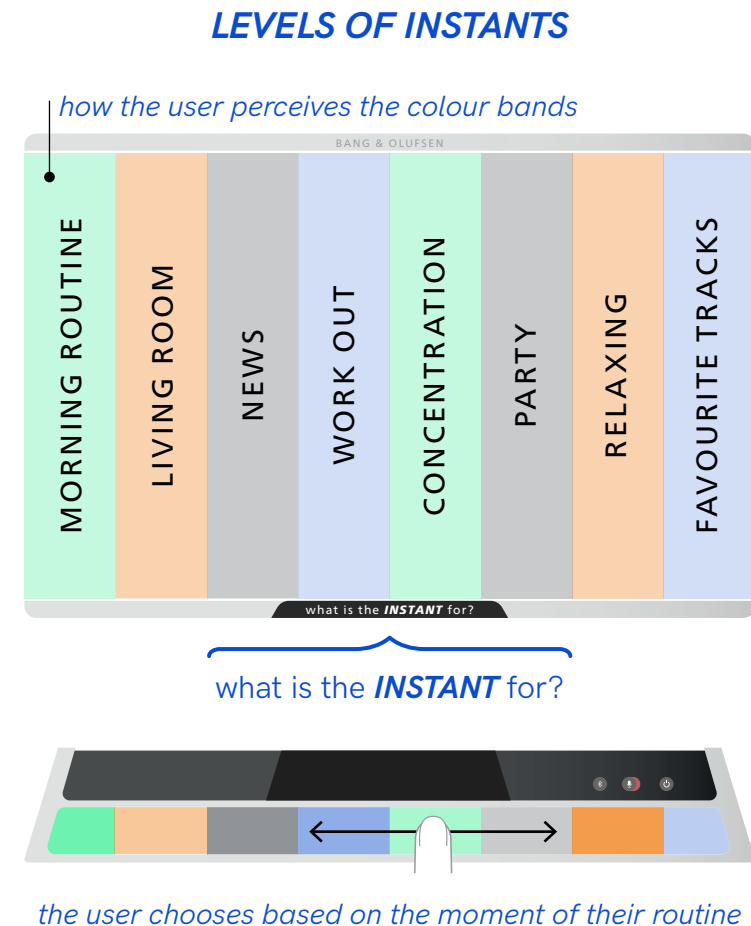 LEVELS OF INSTANTS
how the user perceives the colour bands
BANG & OLUFSEN
MORNING ROUTINE
LIVING ROOM
NEWS
WORK OUT
CONCENTRATION
PARTY
RELAXING
FAVOURITE TRACKS
what is the INSTANT for?
what is the INSTANT for?
the user chooses based on the moment of their routine